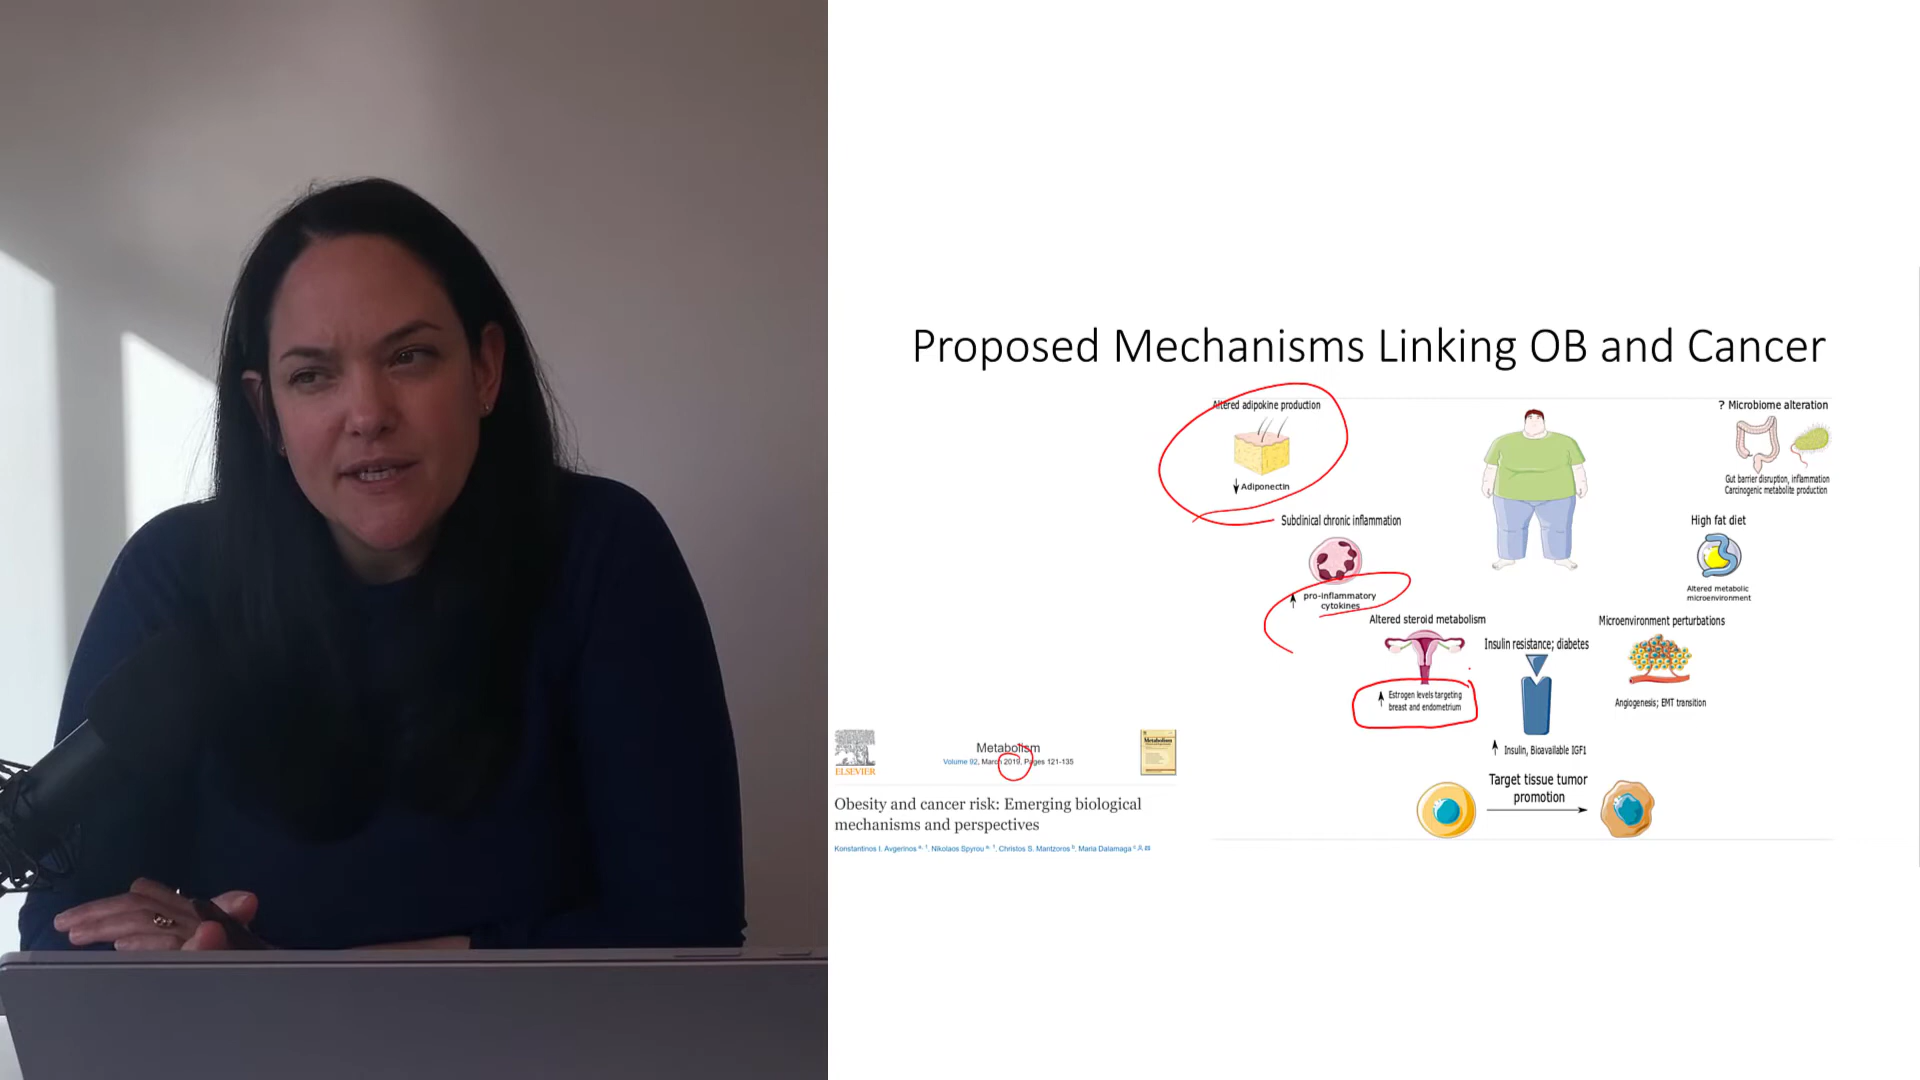 Proposed Mechanisms Linking OB and Cancer
Altered adipokine production
Adiponectin
Subclinical chronic inflammation
pro-inflammatory
cytokines
Altered steroid metabolism
Estrogen levels targeting
breast and endometrium
Insulin resistance; diabetes
Insulin, Bioavailable IGF1
? Microbiome alteration
Gut barrier disruption, inflammation
Carcinogenic metabolite production
High fat diet
Altered metabolic
microenvironment
Microenvironment perturbations
Angiogenesis; EMT transition
Target tissue tumor
promotion
ELSEVIER
Metabolism
Volume 92, March 2019, Pages 121-135
Metabolism
Obesity and cancer risk: Emerging biological
mechanisms and perspectives
Konstantinos I. Avgerinos a, 1, Nikolaos Spyrou a, 1, Christos S. Mantzoros b, Maria Dalamaga c